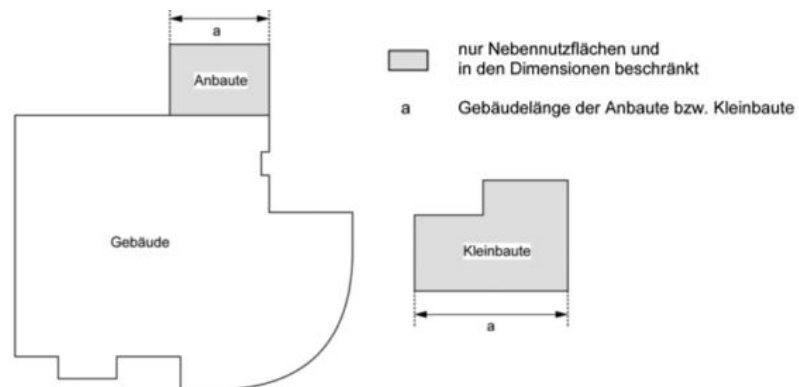 a
Anbaute
nur Nebennutzflächen und
in den Dimensionen beschränkt
a Gebäudelänge der Anbaute bzw. Kleinbaute
Gebäude
Kleinbaute
a